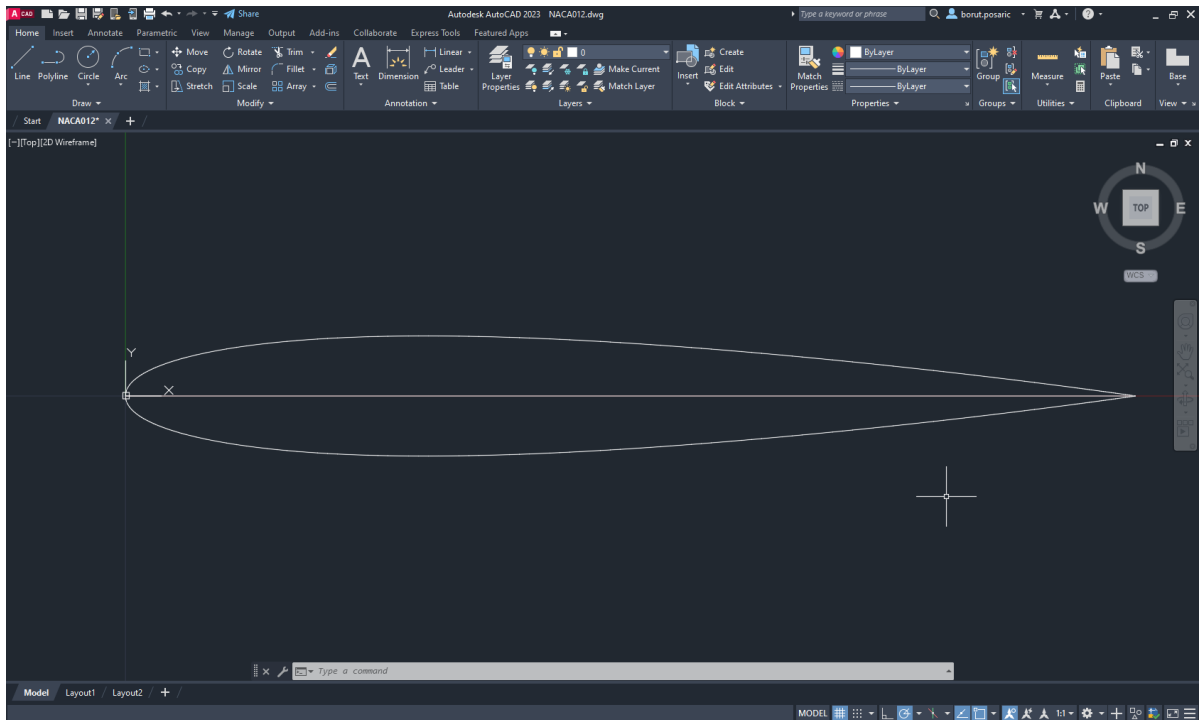 A CAD Share Autodesk AutoCAD 2023 NACA012.dwg Type a keyword or phrase borut.posaric
Home Insert Annotate Parametric View Manage Output Add-ins Collaborate Express Tools Featured Apps
Line Polyline Circle Arc
Move Rotate Trim
Copy Mirror Fillet
Stretch Scale Array
Text Dimension
Linear
Leader
Table
Layer Properties
0
Make Current
Match Layer
Insert
Create
Edit
Edit Attributes
Match Properties
ByLayer
ByLayer
ByLayer
Group
Measure
Paste
Base
Draw Modify Annotation Layers Block Properties Groups Utilities Clipboard View
Start NACA012* × +
[−][Top][2D Wireframe]
N
W TOP E
S
WCS
Y
X
Type a command
Model Layout1 Layout2 +
MODEL 1:1